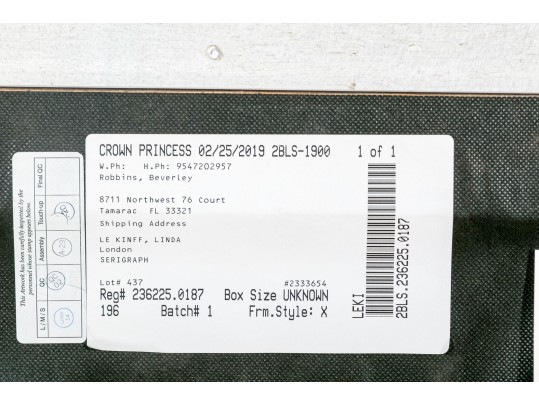 CROWN PRINCESS 02/25/2019 2BLS-1900 1 of 1
W.Ph: H.Ph: 9547202957
Robbins, Beverley
8711 Northwest 76 Court
Tamarac FL 33321
Shipping Address
LE KINFF, LINDA
London
SERIGRAPH
Lot# 437 #2333654
Reg# 236225.0187 Box Size UNKNOWN
196 Batch# 1 Frm.Style: X
LEKI
2BLS.236225.0187
This Artwork has been carefully inspected by the
personnel whose stamp appears below.
L / M / S QC Assembly Touch-up Final QC